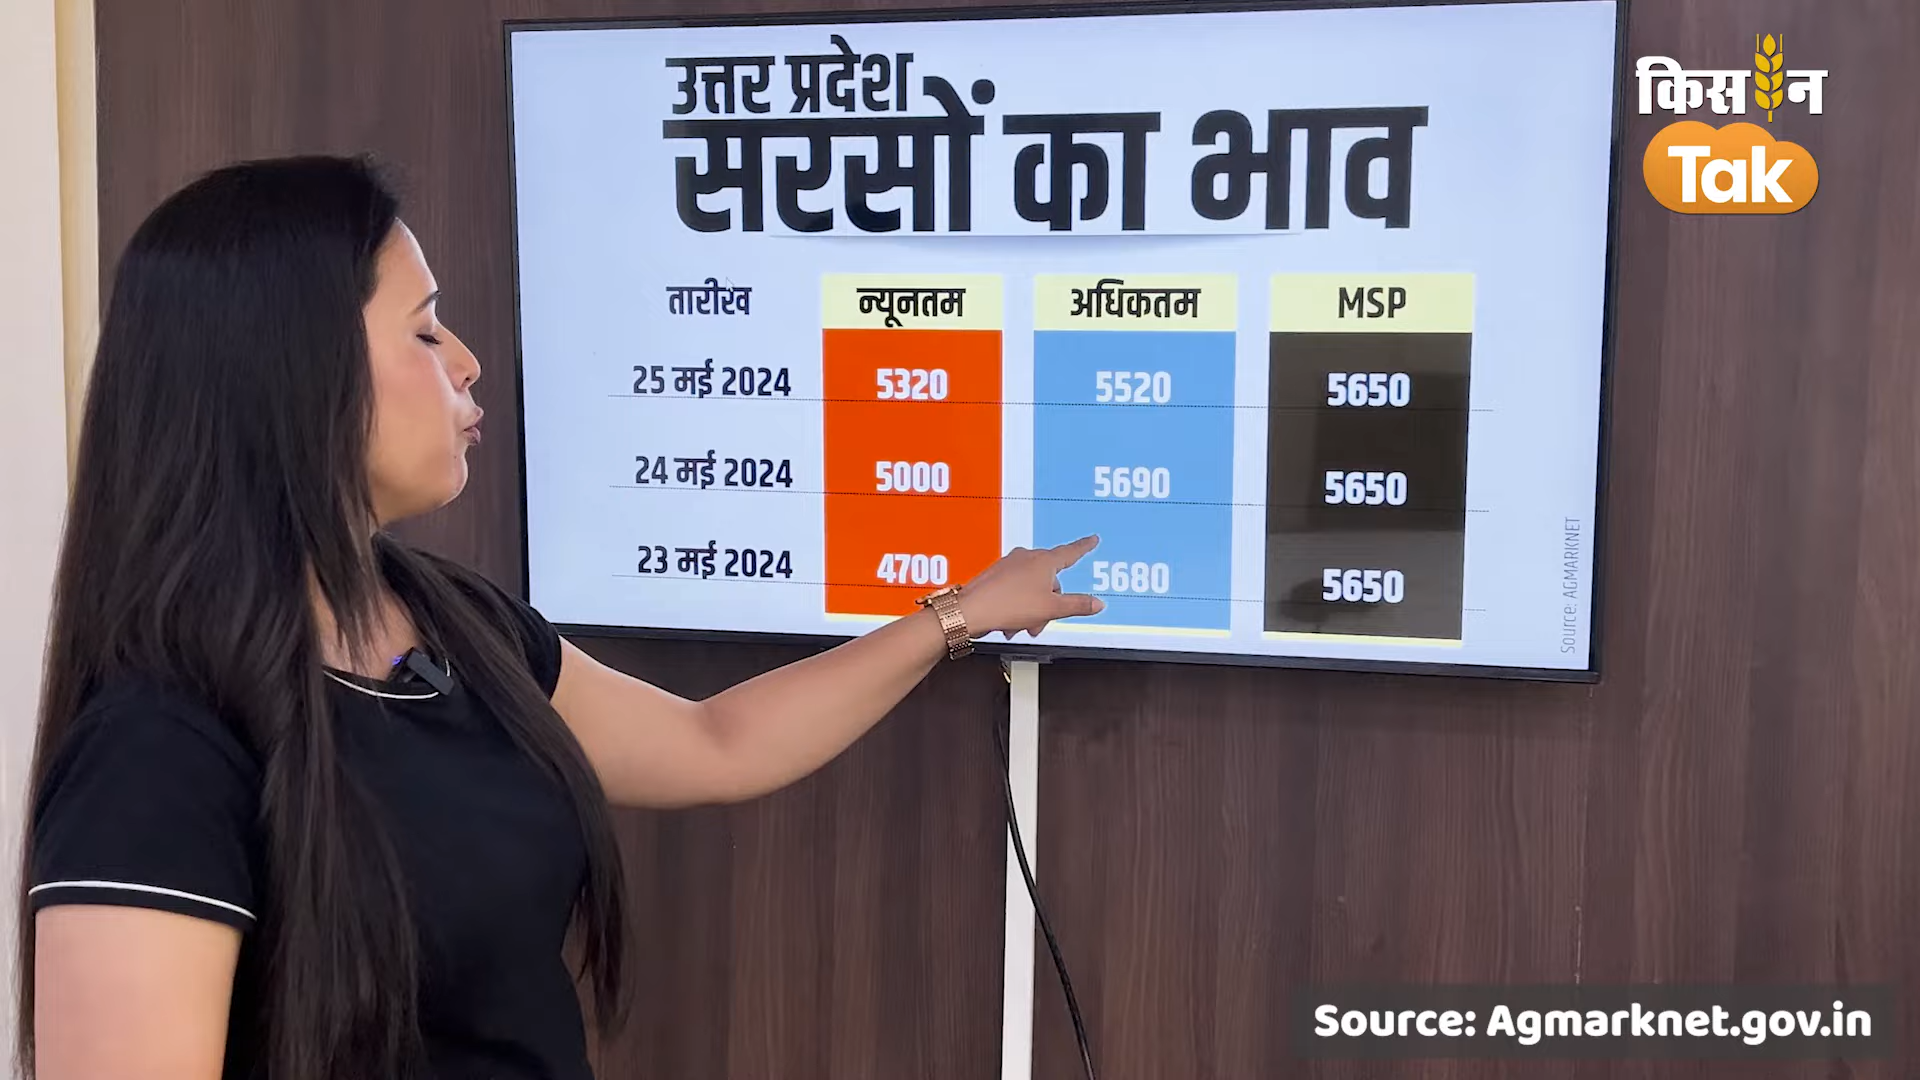 उत्तर प्रदेश
सरसों का भाव
तारीख न्यूनतम अधिकतम MSP
25 मई 2024 5320 5520 5650
24 मई 2024 5000 5690 5650
23 मई 2024 4700 5680 5650
Source: AGMARKNET
किसान
Tak
Source: Agmarknet.gov.in